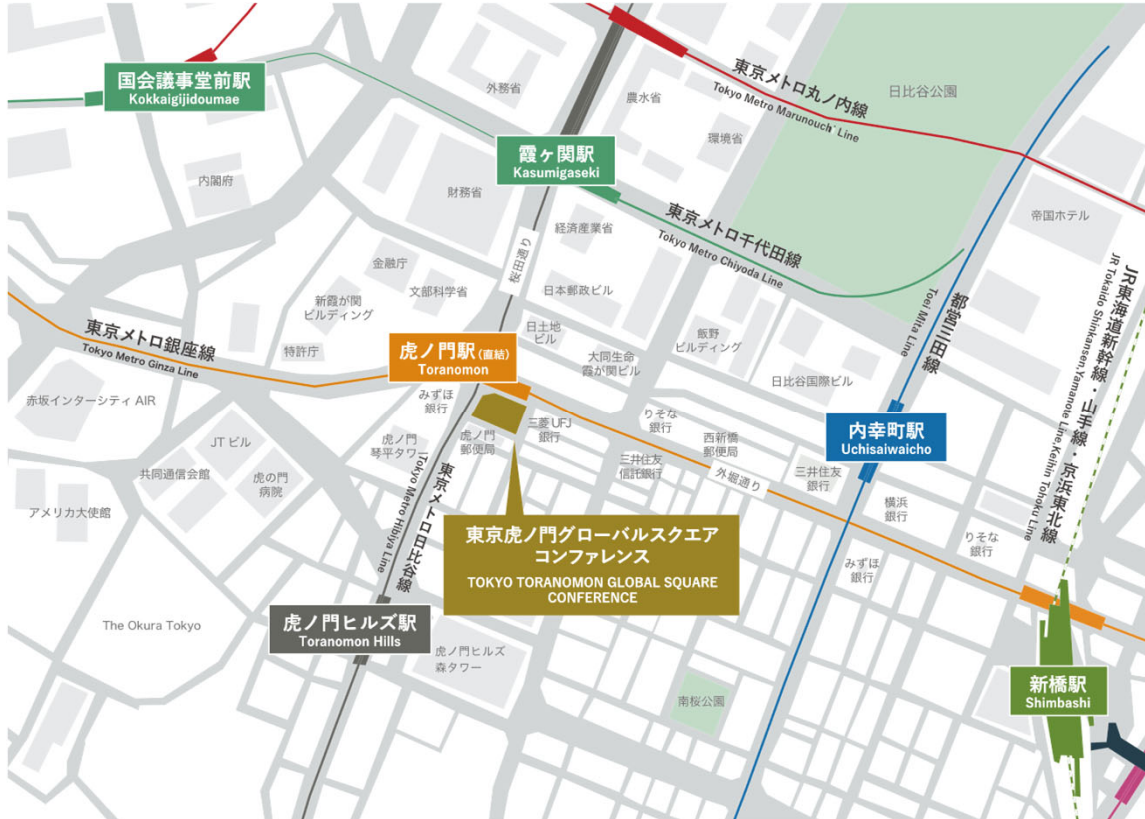 国会議事堂前駅
Kokkaigijidoumae
外務省
農水省
環境省
東京メトロ丸ノ内線
Tokyo Metro Marunouchi Line
日比谷公園
霞ヶ関駅
Kasumigaseki
内閣府
財務省
経済産業省
東京メトロ千代田線
Tokyo Metro Chiyoda Line
帝国ホテル
桜田通り
金融庁
文部科学省
日本郵政ビル
新霞が関
ビルディング
特許庁
日土地
ビル
大同生命
霞が関ビル
飯野
ビルディング
日比谷国際ビル
都営三田線
Toei Mita Line
JR東海道新幹線・山手線・京浜東北線
JR Tokaido Shinkansen,Yamanote Line,Keihin Tohoku Line
東京メトロ銀座線
Tokyo Metro Ginza Line
虎ノ門駅(直結)
Toranomon
赤坂インターシティ AIR
みずほ
銀行
虎ノ門
郵便局
三菱 UFJ
銀行
りそな
銀行
西新橋
郵便局
内幸町駅
Uchisaiwaicho
JT ビル
虎ノ門
琴平タワー
三井住友
信託銀行
外堀通り
三井住友
銀行
共同通信会館
虎の門
病院
アメリカ大使館
横浜
銀行
りそな
銀行
みずほ
銀行
東京メトロ日比谷線
Tokyo Metro Hibiya Line
東京虎ノ門グローバルスクエア
コンファレンス
TOKYO TORANOMON GLOBAL SQUARE
CONFERENCE
The Okura Tokyo
虎ノ門ヒルズ駅
Toranomon Hills
虎ノ門ヒルズ
森タワー
南桜公園
新橋駅
Shimbashi